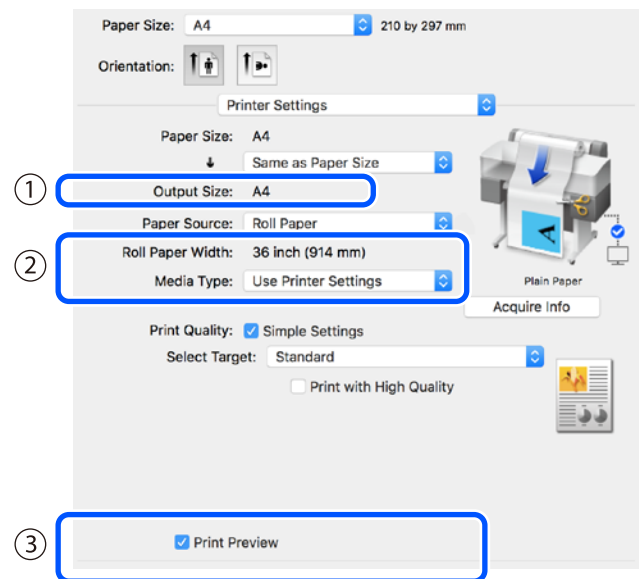 Paper Size: A4 210 by 297 mm
Orientation:
Printer Settings
Paper Size: A4
Same as Paper Size
① Output Size: A4
Paper Source: Roll Paper
② Roll Paper Width: 36 inch (914 mm)
Media Type: Use Printer Settings
Plain Paper
Acquire Info
Print Quality: Simple Settings
Select Target: Standard
Print with High Quality
③ Print Preview